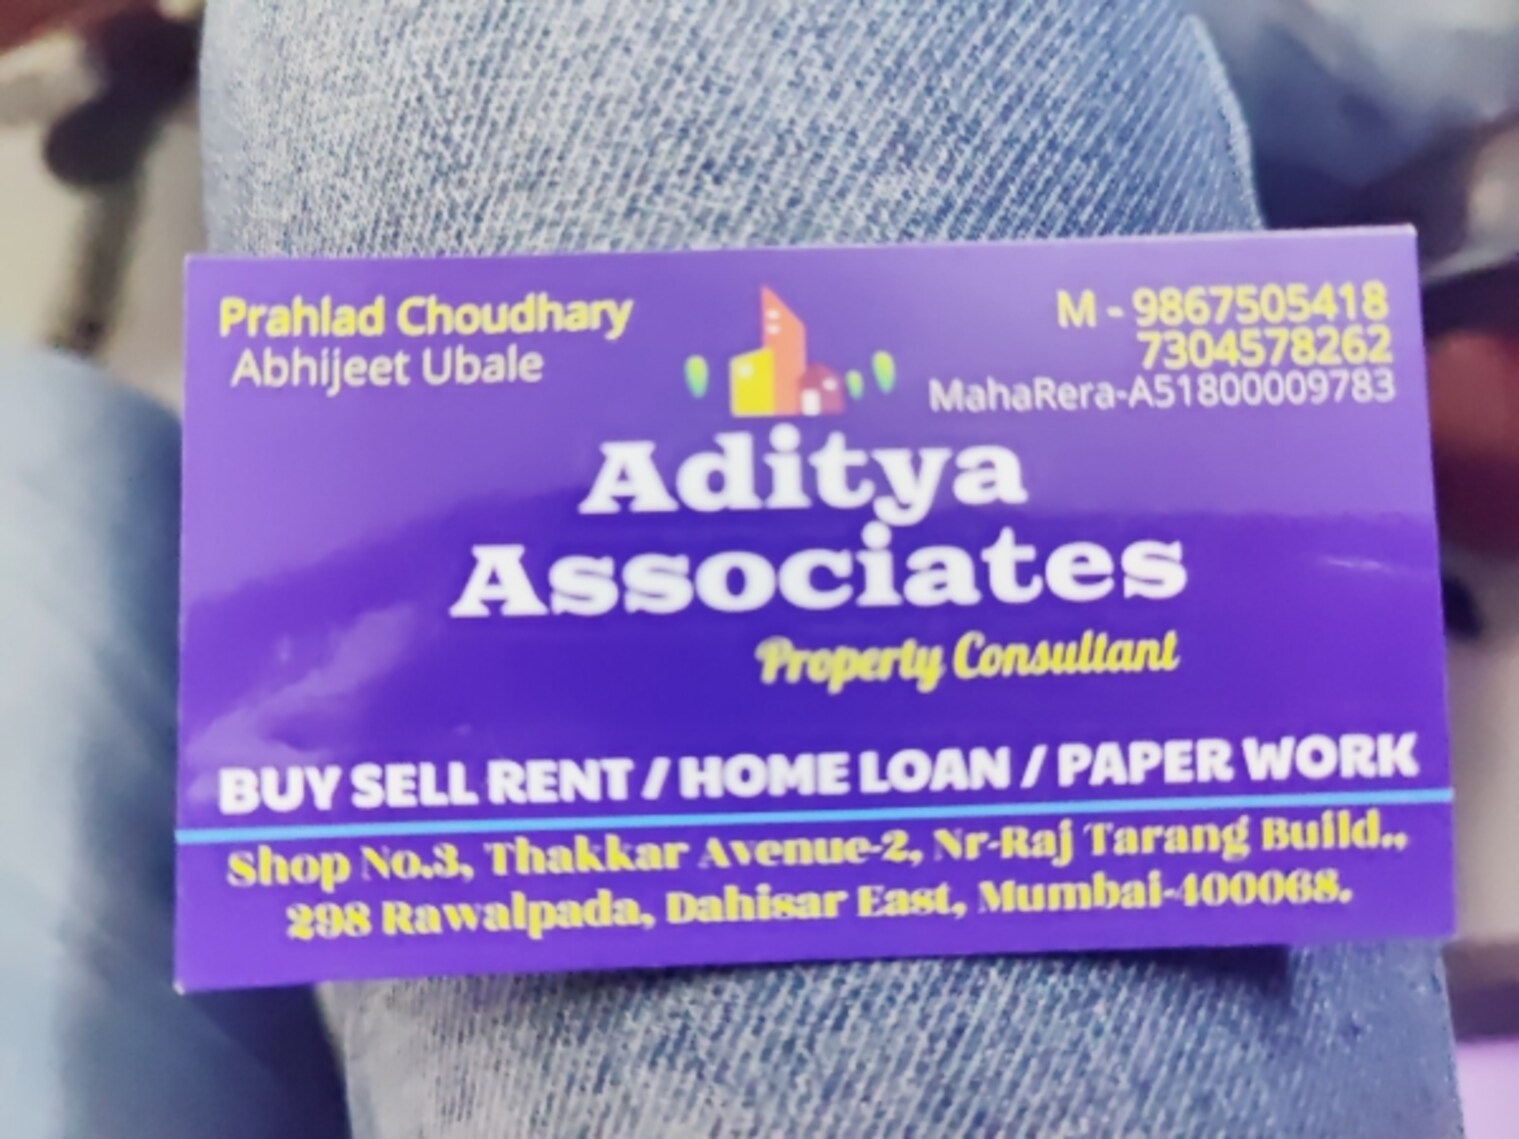 Prahlad Choudhary
Abhijeet Ubale
M - 9867505418
7304578262
MahaRera-A51800009783
Aditya
Associates
Property Consultant
BUY SELL RENT / HOME LOAN / PAPER WORK
Shop No.3, Thakkar Avenue-2, Nr-Raj Tarang Build.,
298 Rawalpada, Dahisar East, Mumbai-400068.